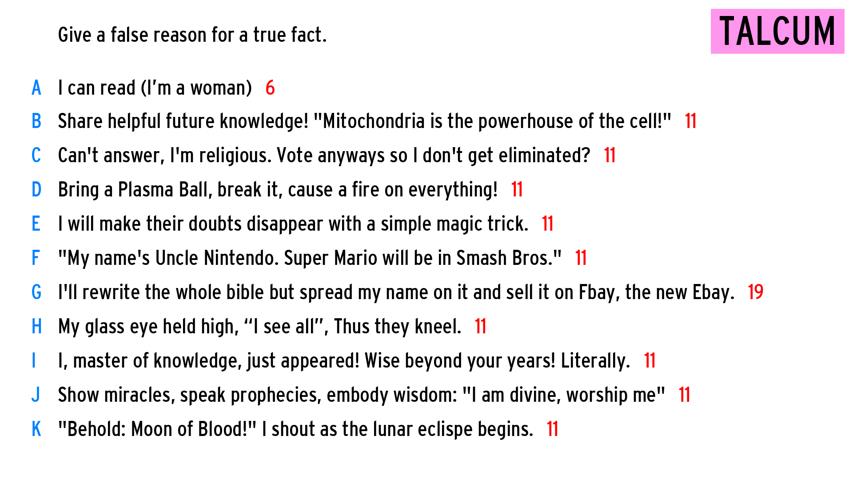 Give a false reason for a true fact.
TALCUM
A I can read (I'm a woman) 6
B Share helpful future knowledge! "Mitochondria is the powerhouse of the cell!" 11
C Can't answer, I'm religious. Vote anyways so I don't get eliminated? 11
D Bring a Plasma Ball, break it, cause a fire on everything! 11
E I will make their doubts disappear with a simple magic trick. 11
F "My name's Uncle Nintendo. Super Mario will be in Smash Bros." 11
G I'll rewrite the whole bible but spread my name on it and sell it on Fbay, the new Ebay. 19
H My glass eye held high, “I see all”, Thus they kneel. 11
I I, master of knowledge, just appeared! Wise beyond your years! Literally. 11
J Show miracles, speak prophecies, embody wisdom: "I am divine, worship me" 11
K "Behold: Moon of Blood!" I shout as the lunar eclispe begins. 11